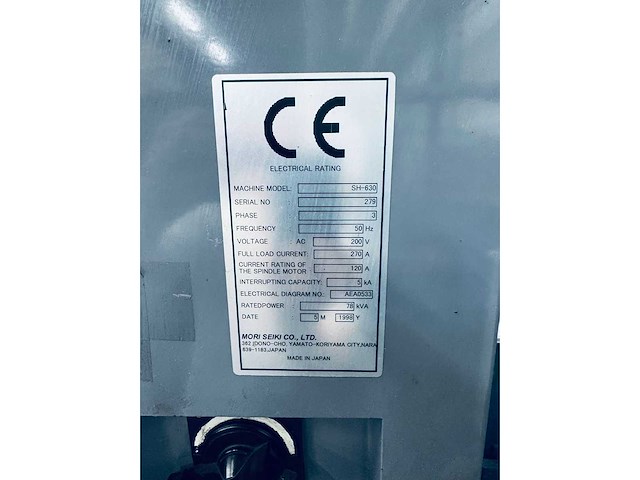 CE
ELECTRICAL RATING
MACHINE MODEL: SH-630
SERIAL NO 279
PHASE 3
FREQUENCY 50 Hz
VOLTAGE AC 200 V
FULL LOAD CURRENT: 270 A
CURRENT RATING OF
THE SPINDLE MOTOR 120 A
INTERRUPTING CAPACITY: 5 kA
ELECTRICAL DIAGRAM NO.: AEA0533
RATEDPOWER 78 kVA
DATE 5 M 1998 Y
MORI SEIKI CO., LTD.
362 IDONO-CHO, YAMATO-KORIYAMA CITY,NARA
639-1183,JAPAN
MADE IN JAPAN